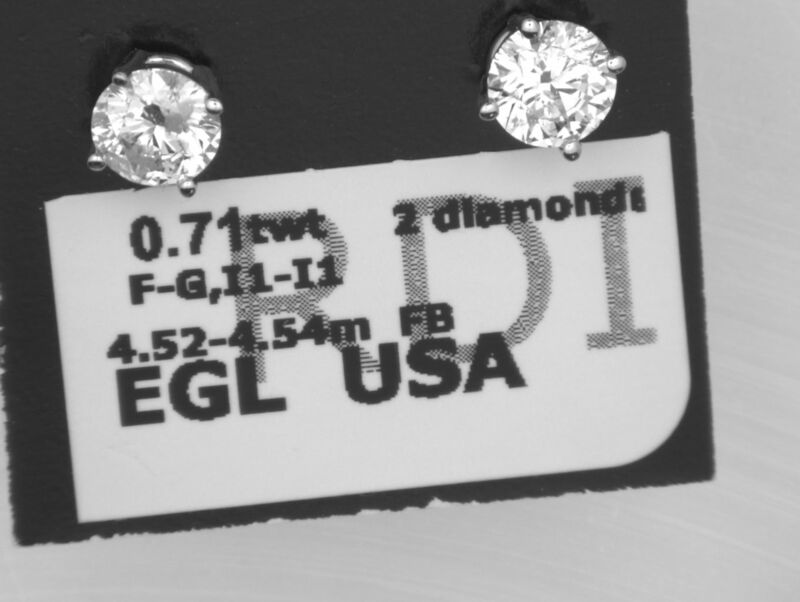 RDI
0.71twt 2 diamonds
F-G,I1-I1
4.52-4.54m FB
EGL USA